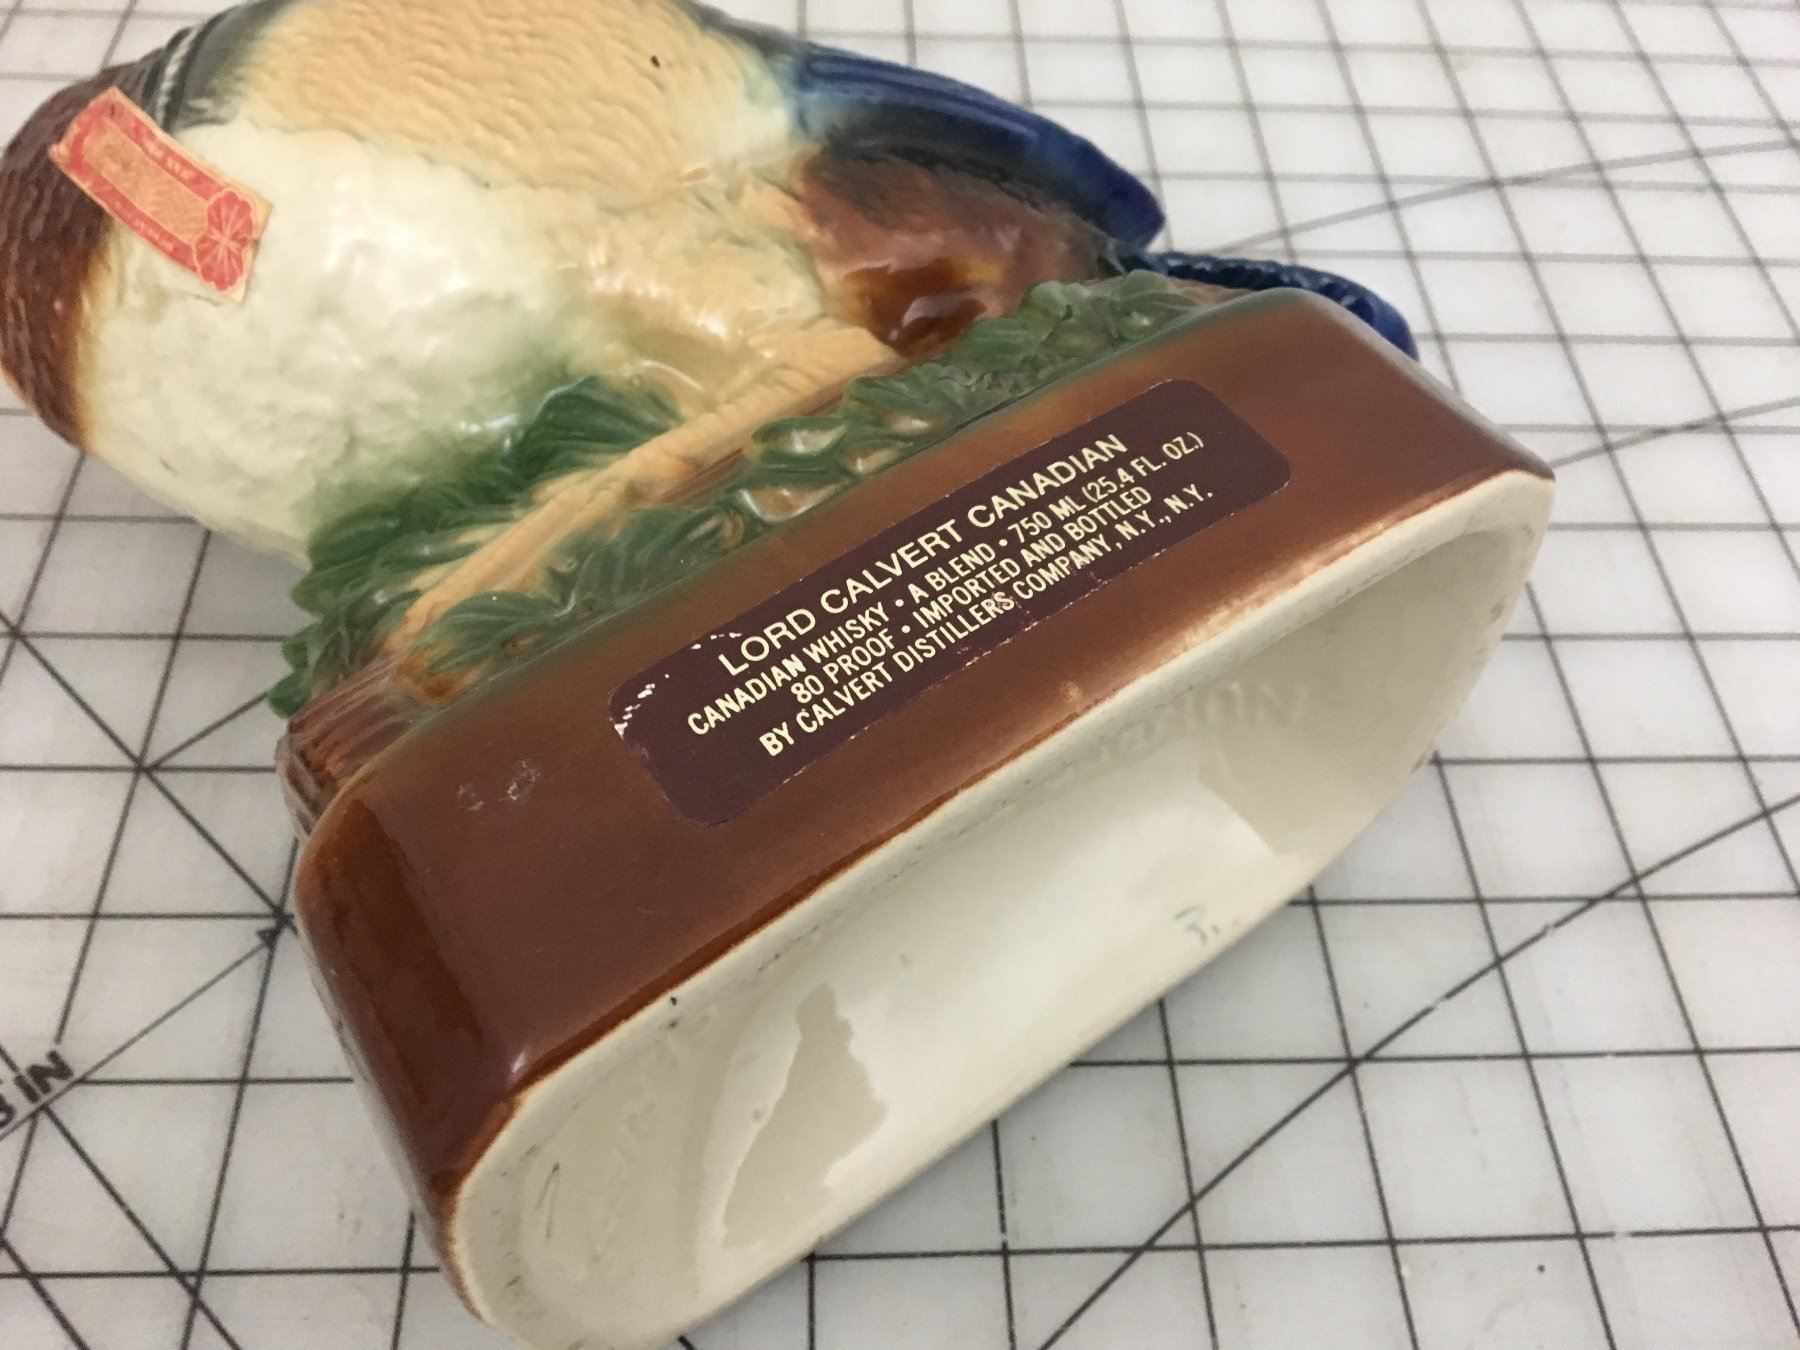 LORD CALVERT CANADIAN
CANADIAN WHISKY • A BLEND • 750 ML (25.4 FL. OZ.)
80 PROOF • IMPORTED AND BOTTLED
BY CALVERT DISTILLERS COMPANY, N.Y., N.Y.
IN